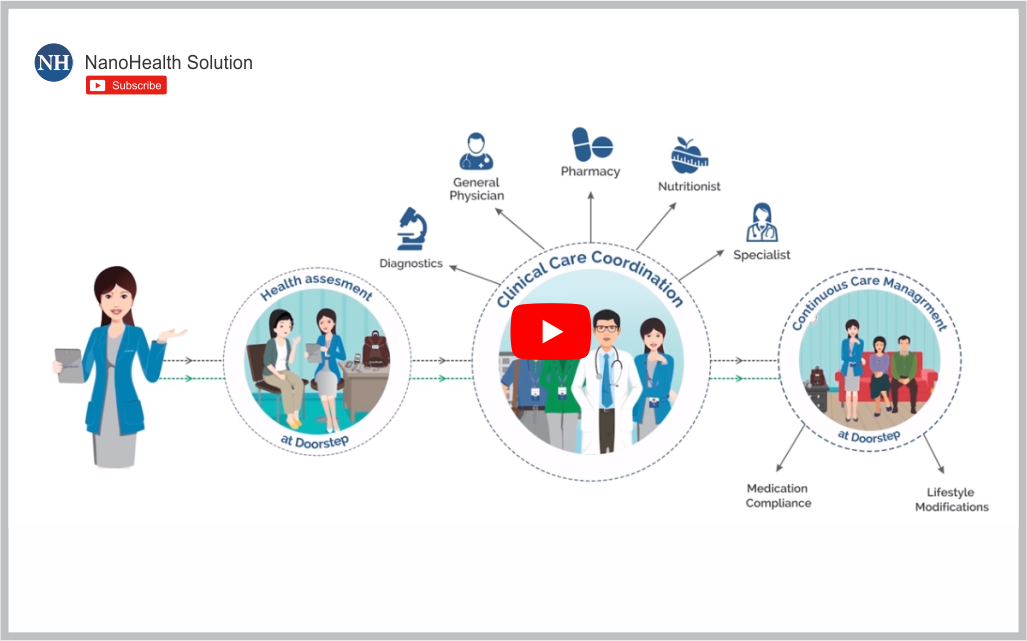 NH
NanoHealth Solution
Subscribe
General
Physician
Pharmacy
Nutritionist
Diagnostics
Specialist
Health assesment
at Doorstep
Clinical Care Coordination
Continuous Care Managrment
at Doorstep
Medication
Compliance
Lifestyle
Modifications